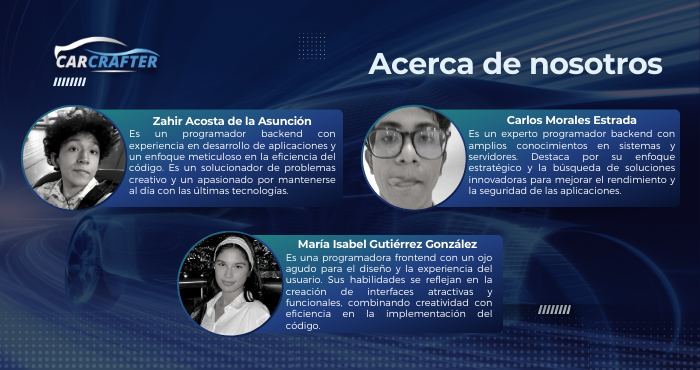 CARCRAFTER
Acerca de nosotros
Zahir Acosta de la Asunción
Es un programador backend con
experiencia en desarrollo de aplicaciones y
un enfoque meticuloso en la eficiencia del
código. Es un solucionador de problemas
creativo y un apasionado por mantenerse
al día con las últimas tecnologías.
Carlos Morales Estrada
Es un experto programador backend con
amplios conocimientos en sistemas y
servidores. Destaca por su enfoque
estratégico y la búsqueda de soluciones
innovadoras para mejorar el rendimiento y
la seguridad de las aplicaciones.
María Isabel Gutiérrez González
Es una programadora frontend con un ojo
agudo para el diseño y la experiencia del
usuario. Sus habilidades se reflejan en la
creación de interfaces atractivas y
funcionales, combinando creatividad con
eficiencia en la implementación del
código.